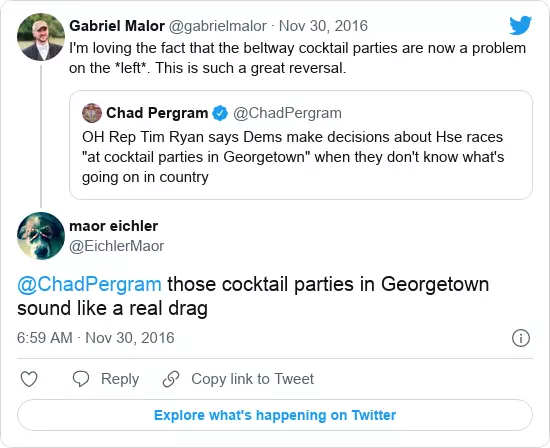 Gabriel Malor @gabrielmalor · Nov 30, 2016
I'm loving the fact that the beltway cocktail parties are now a problem
on the *left*. This is such a great reversal.
Chad Pergram @ChadPergram
OH Rep Tim Ryan says Dems make decisions about Hse races
"at cocktail parties in Georgetown" when they don't know what's
going on in country
maor eichler
@EichlerMaor
@ChadPergram those cocktail parties in Georgetown
sound like a real drag
6:59 AM · Nov 30, 2016
Reply Copy link to Tweet
Explore what's happening on Twitter